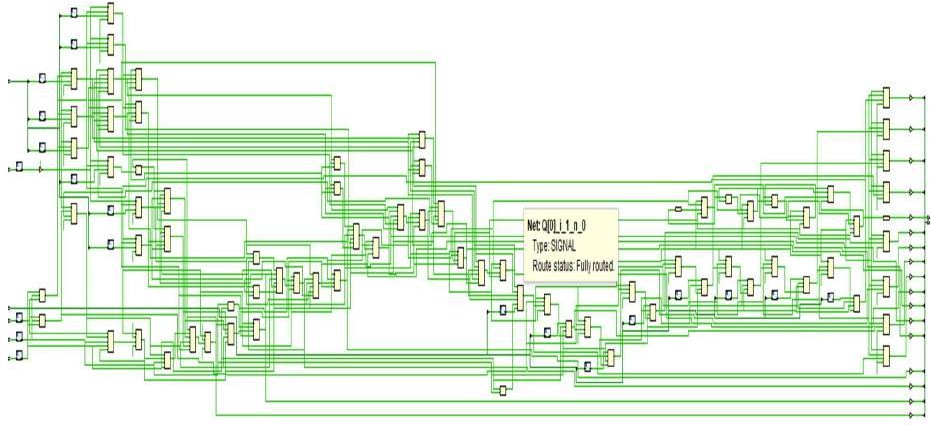 Net: Q[0]_i_1_n_0
Type: SIGNAL
Route status: Fully routed.